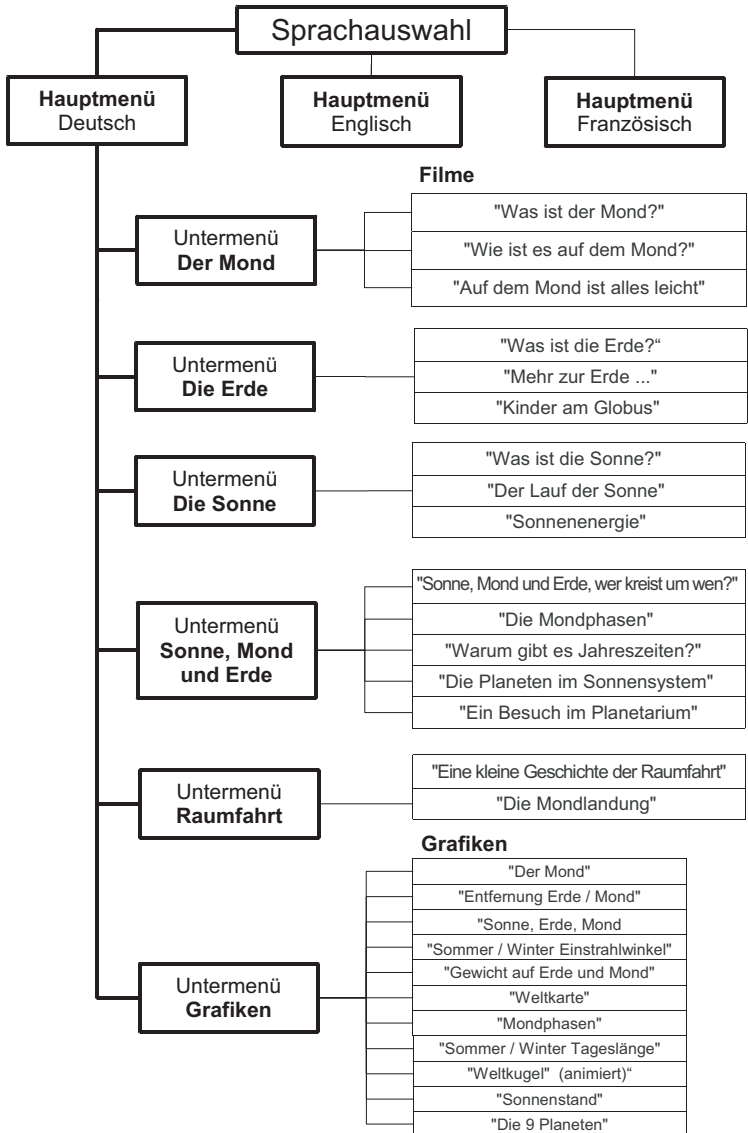 Sprachauswahl
Hauptmenü
Deutsch
Hauptmenü
Englisch
Hauptmenü
Französisch
Filme
Untermenü
Der Mond
"Was ist der Mond?"
"Wie ist es auf dem Mond?"
"Auf dem Mond ist alles leicht"
Untermenü
Die Erde
"Was ist die Erde?“
"Mehr zur Erde ..."
"Kinder am Globus"
Untermenü
Die Sonne
"Was ist die Sonne?"
"Der Lauf der Sonne"
"Sonnenenergie"
Untermenü
Sonne, Mond
und Erde
"Sonne, Mond und Erde, wer kreist um wen?"
"Die Mondphasen"
"Warum gibt es Jahreszeiten?"
"Die Planeten im Sonnensystem"
"Ein Besuch im Planetarium"
Untermenü
Raumfahrt
"Eine kleine Geschichte der Raumfahrt"
"Die Mondlandung"
Grafiken
Untermenü
Grafiken
"Der Mond"
"Entfernung Erde / Mond"
"Sonne, Erde, Mond
"Sommer / Winter Einstrahlwinkel"
"Gewicht auf Erde und Mond"
"Weltkarte"
"Mondphasen"
"Sommer / Winter Tageslänge"
"Weltkugel" (animiert)“
"Sonnenstand"
"Die 9 Planeten"